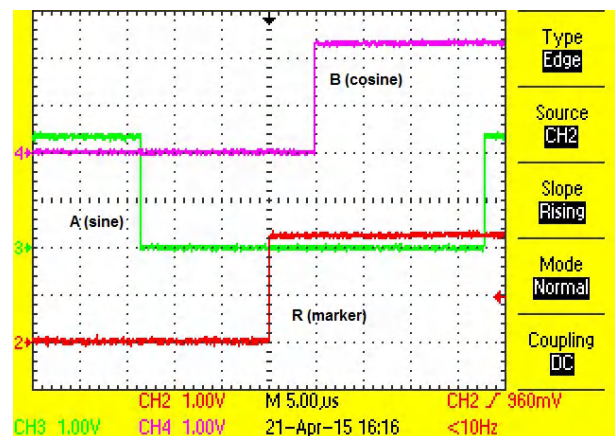 B (cosine)
4
A (sine)
3
R (marker)
2
Type
Edge
Source
CH2
Slope
Rising
Mode
Normal
Coupling
DC
CH2 1.00V M 5.00µs CH2 960mV
CH3 1.00V CH4 1.00V 21-Apr-15 16:16 <10Hz